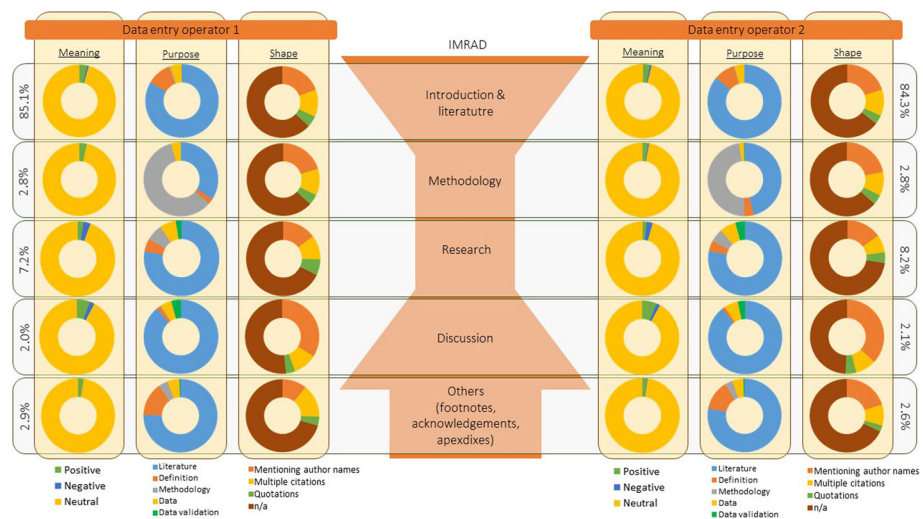 Data entry operator 1
Meaning
Purpose
Shape
IMRAD
Data entry operator 2
Meaning
Purpose
Shape
85.1%
Introduction &
literatutre
84.3%
2.8%
Methodology
2.8%
7.2%
Research
8.2%
2.0%
Discussion
2.1%
2.9%
Others
(footnotes,
acknowledgements,
apexdixes)
2.6%
Positive
Negative
Neutral
Literature
Definition
Methodology
Data
Data validation
Mentioning author names
Multiple citations
Quotations
n/a
Positive
Negative
Neutral
Literature
Definition
Methodology
Data
Data validation
Mentioning author names
Multiple citations
Quotations
n/a